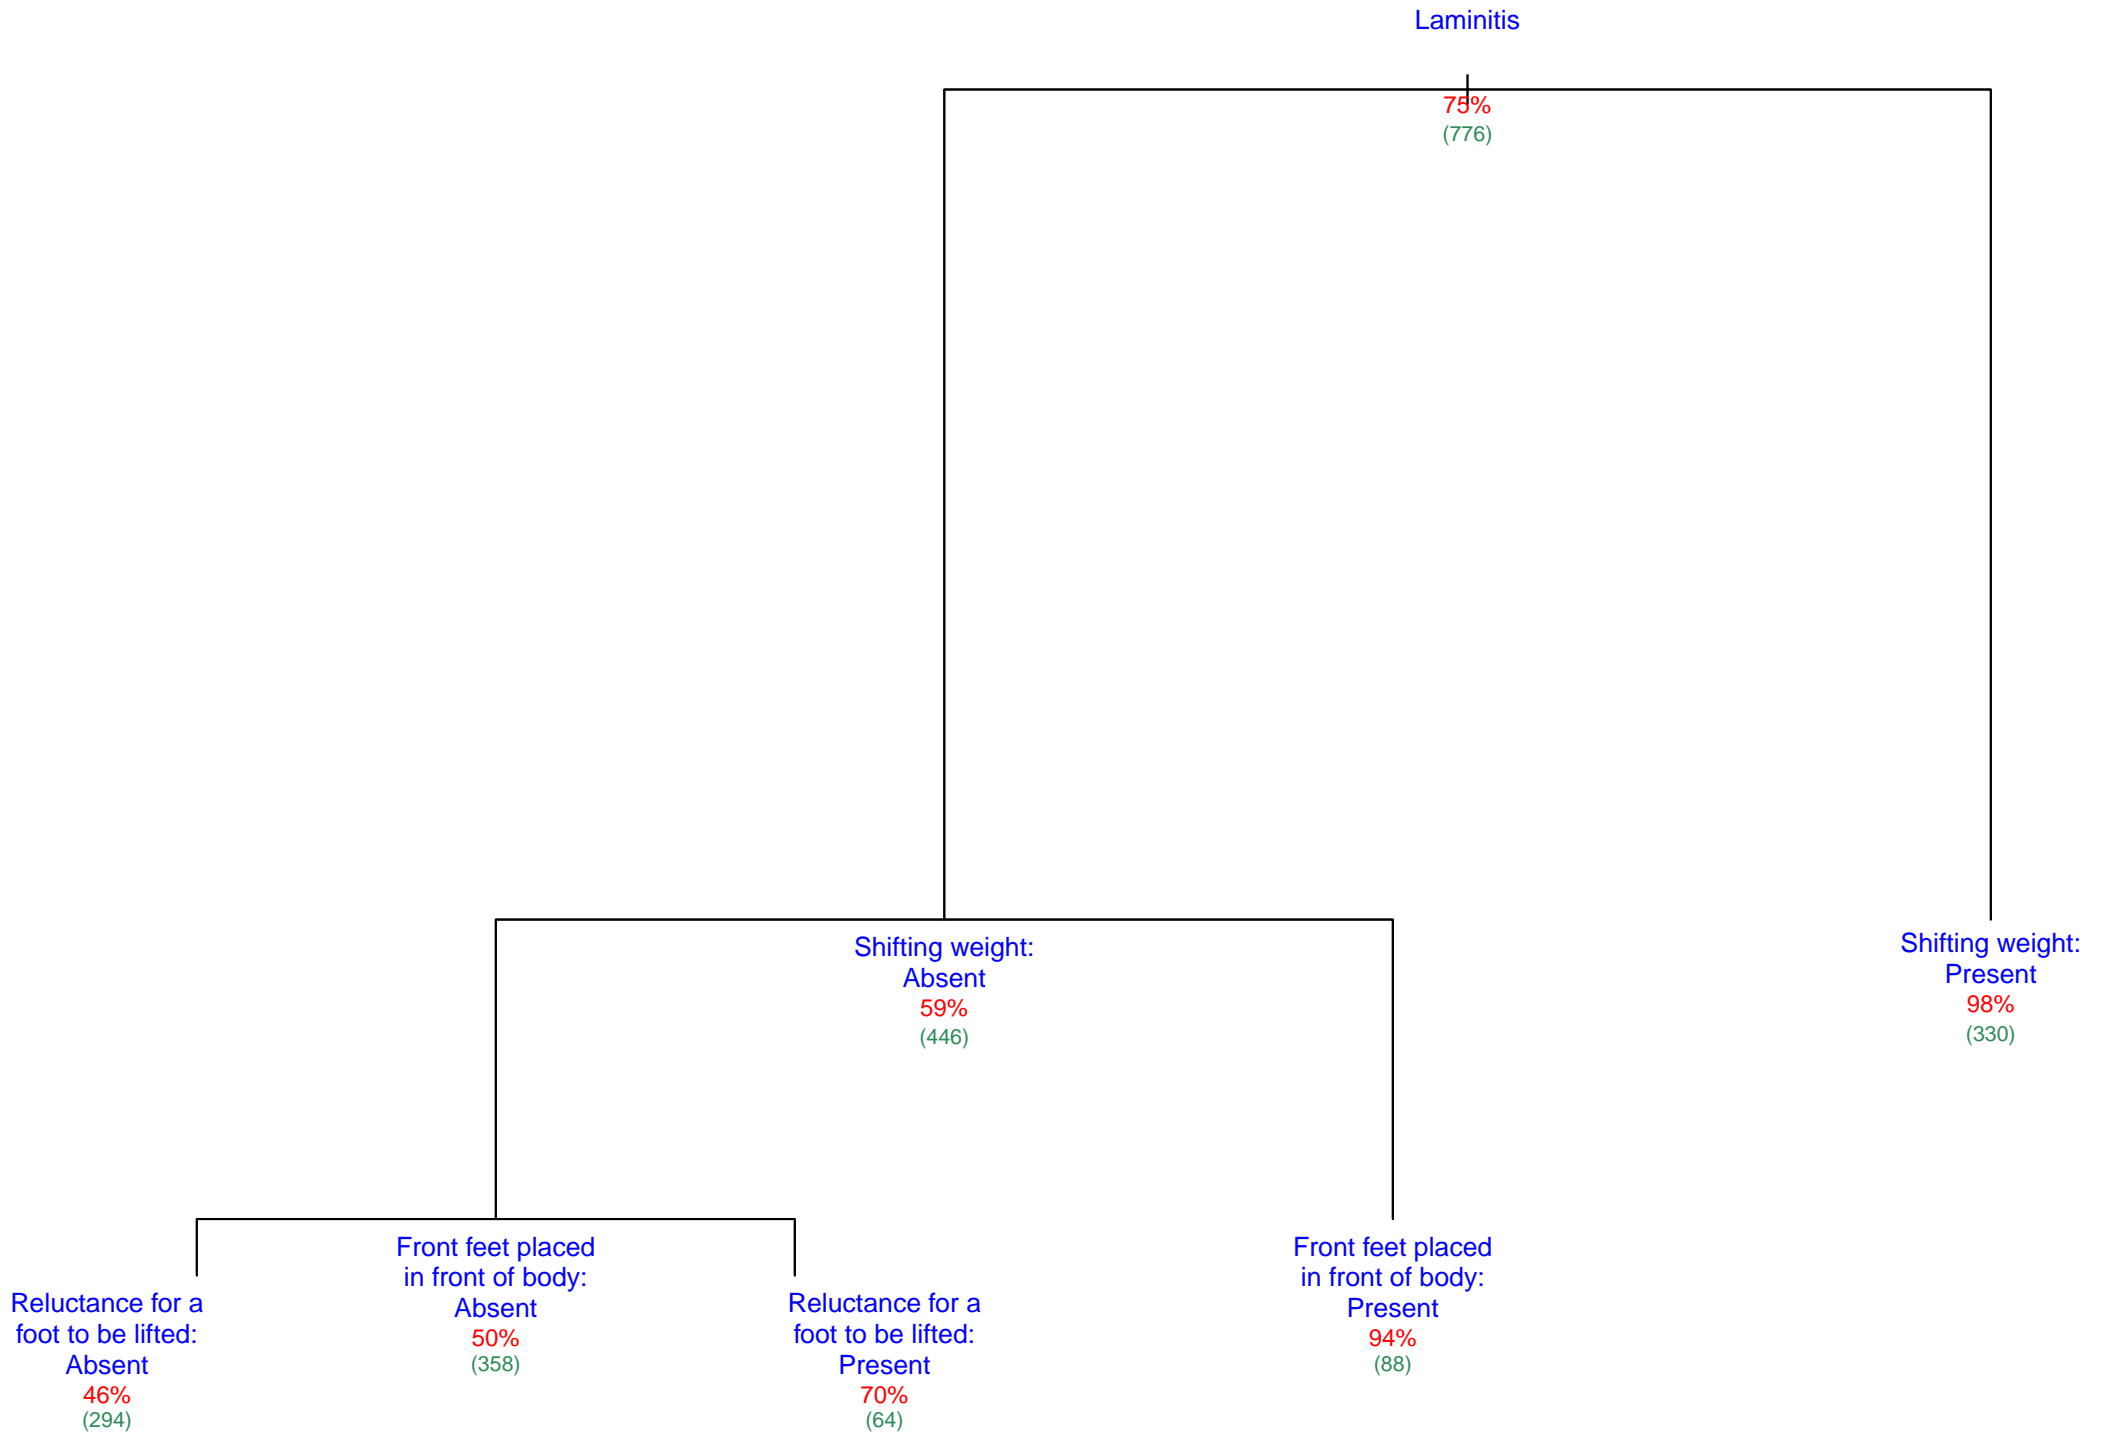 Laminitis
75%
(776)
Shifting weight:
Absent
59%
(446)
Shifting weight:
Present
98%
(330)
Front feet placed
in front of body:
Absent
50%
(358)
Front feet placed
in front of body:
Present
94%
(88)
Reluctance for a
foot to be lifted:
Absent
46%
(294)
Reluctance for a
foot to be lifted:
Present
70%
(64)